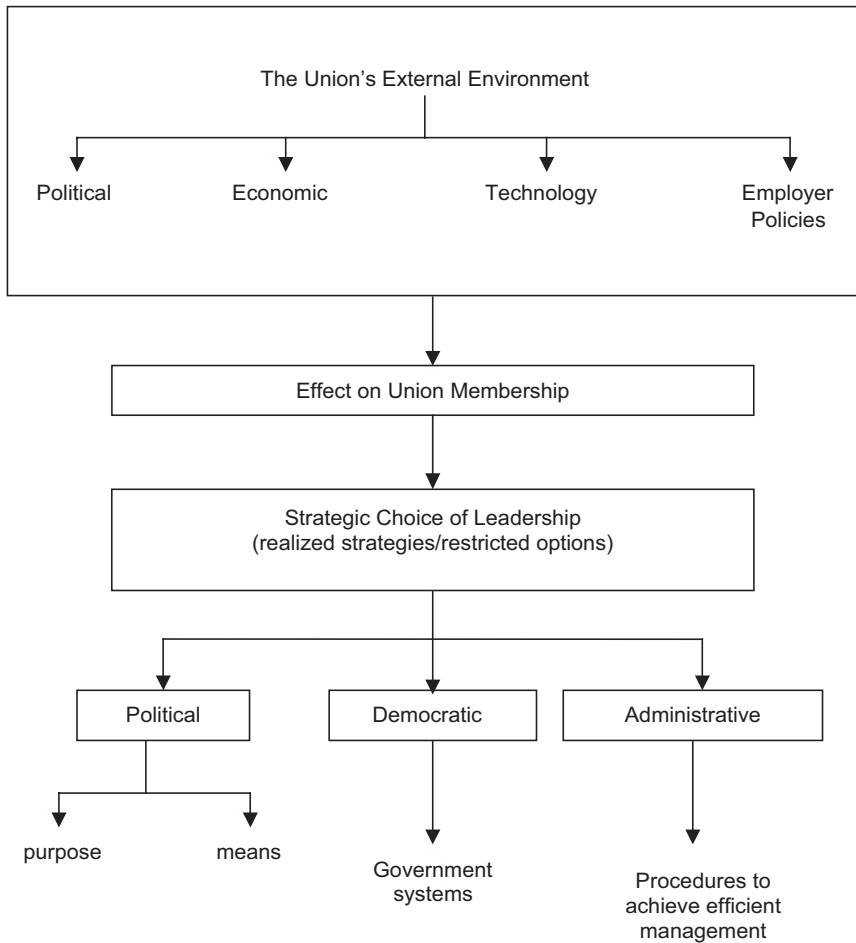 The Union’s External Environment
Political
Economic
Technology
Employer
Policies
Effect on Union Membership
Strategic Choice of Leadership
(realized strategies/restricted options)
Political
Democratic
Administrative
purpose
means
Government
systems
Procedures to
achieve efficient
management